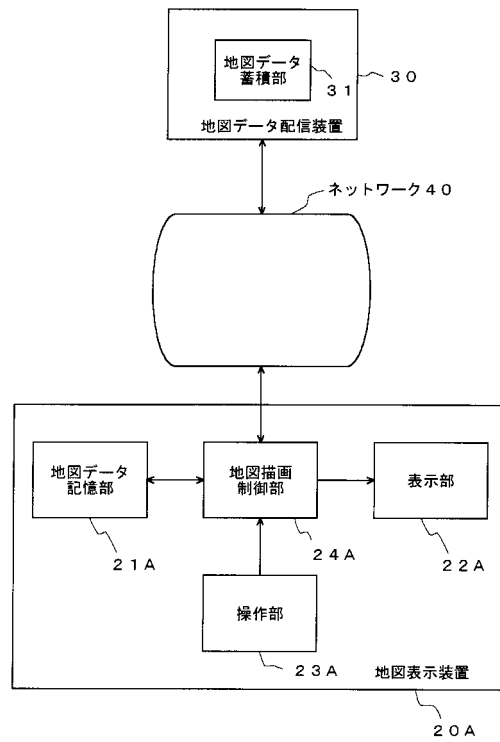 地図データ
蓄積部
31
30
地図データ配信装置
ネットワーク40
地図データ
記憶部
21A
地図描画
制御部
24A
表示部
22A
操作部
23A
地図表示装置
20A